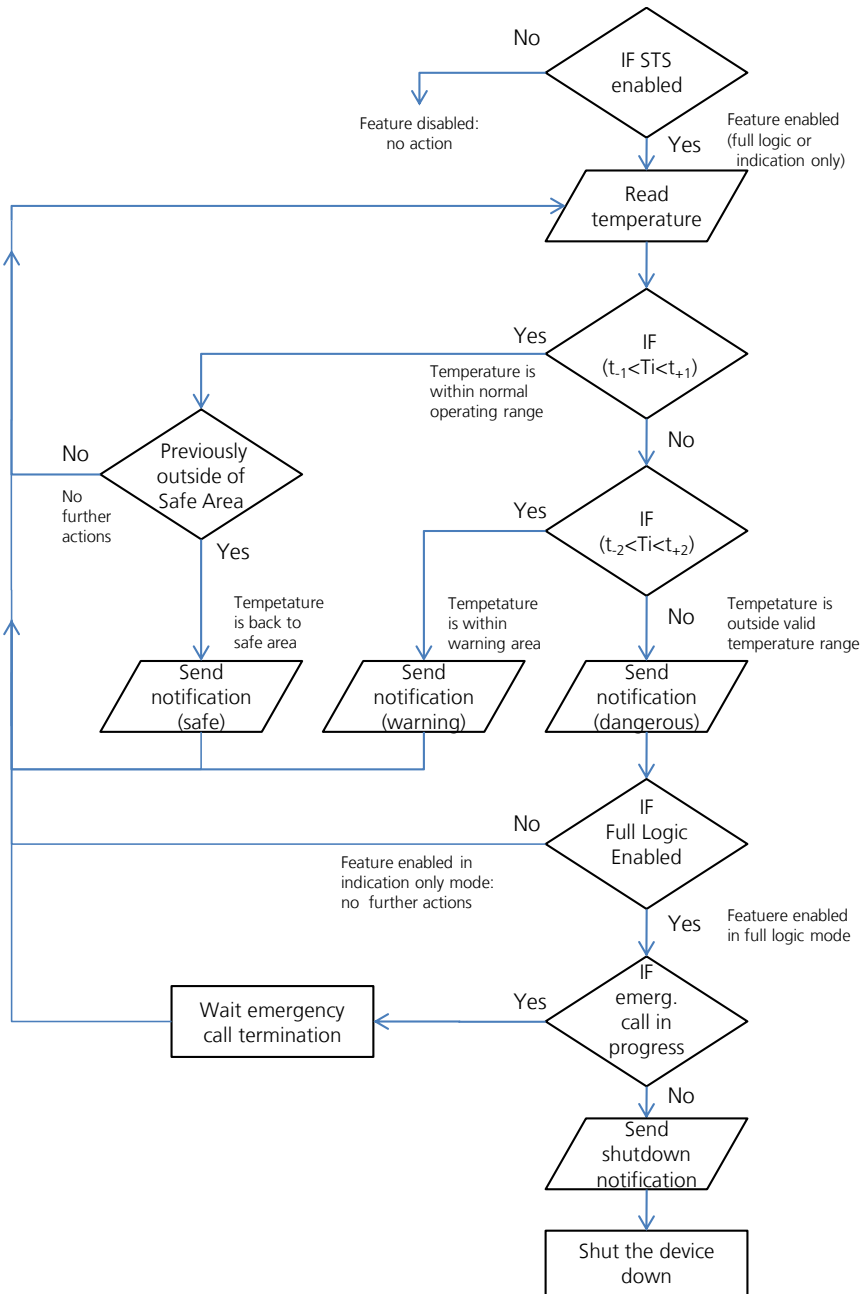 No
IF STS
enabled
Feature disabled:
no action
Yes
Feature enabled
(full logic or
indication only)
Read
temperature
Yes
IF
(t-1<Ti<t+1)
Temperature is
within normal
operating range
No
No
Previously
outside of
Safe Area
No
further
actions
Yes
Yes
IF
(t-2<Ti<t+2)
Tempetature
is back to
safe area
Tempetature
is within
warning area
No
Tempetature is
outside valid
temperature range
Send
notification
(safe)
Send
notification
(warning)
Send
notification
(dangerous)
No
IF
Full Logic
Enabled
Feature enabled in
indication only mode:
no further actions
Yes
Featuere enabled
in full logic mode
Wait emergency
call termination
Yes
IF
emerg.
call in
progress
No
Send
shutdown
notification
Shut the device
down